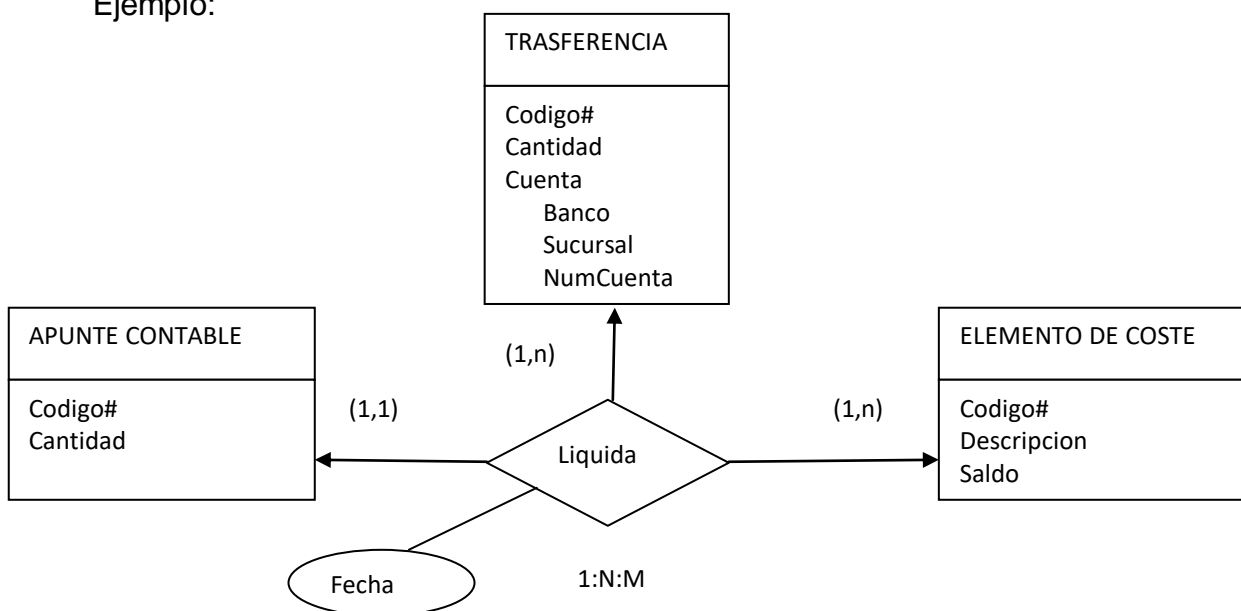 Ejemplo:
TRASFERENCIA
Codigo#
Cantidad
Cuenta
Banco
Sucursal
NumCuenta
APUNTE CONTABLE
Codigo#
Cantidad
(1,1)
(1,n)
Liquida
(1,n)
ELEMENTO DE COSTE
Codigo#
Descripcion
Saldo
Fecha
1:N:M